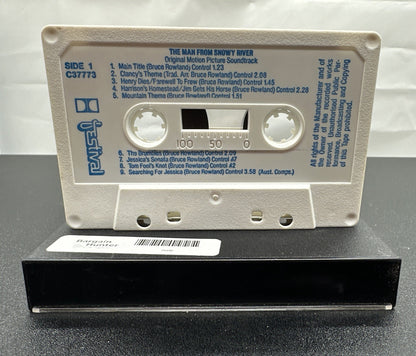 THE MAN FROM SNOWY RIVER
Original Motion Picture Soundtrack
SIDE 1
C37773
1. Main Title (Bruce Rowland) Control 1.23
2. Clancy's Theme (Trad. Arr. Bruce Rowland) Control 2.08
3. Henry Dies/Farewell To Frew (Bruce Rowland) Control 1.45
4. Harrison's Homestead/Jim Gets His Horse (Bruce Rowland) Control 2.28
5. Mountain Theme (Bruce Rowland) Control 1.51
festival
100 50 0
6. The Brumbies (Bruce Rowland) Control 2.09
7. Jessica's Sonata (Bruce Rowland) Control 47
8. Tom Fool's Knot (Bruce Rowland) Control 42
9. Searching For Jessica (Bruce Rowland) Control 3.58 (Aust. Comps.)
All rights of the Manufacturer and of
the Owner of the recorded works
reserved. Unauthorised Public Per-
formance, Broadcasting and Copying
of this Tape prohibited.
Bargain
Hunter